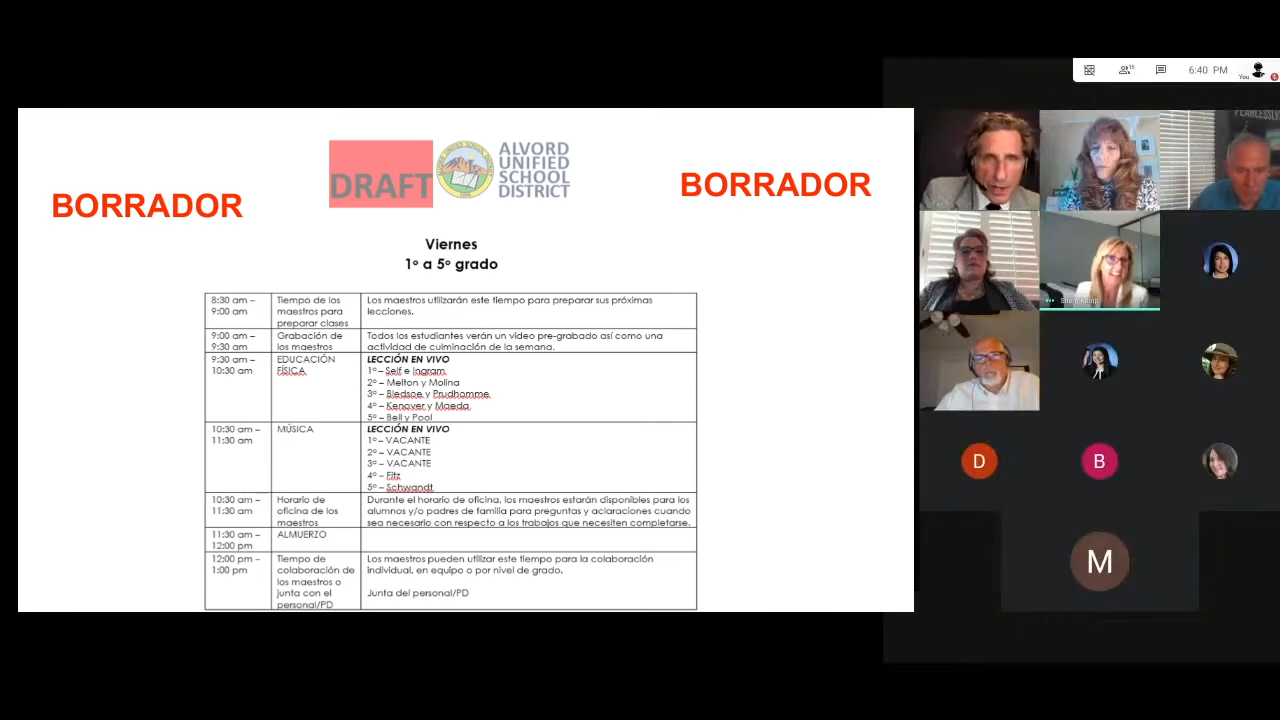 6:40 PM
15
You
BORRADOR
DRAFT
ALVORD
UNIFIED
SCHOOL
DISTRICT
BORRADOR
Viernes
1º a 5º grado
8:30 am –
9:00 am
Tiempo de los
maestros para
preparar clases
Los maestros utilizarán este tiempo para preparar sus próximas
lecciones.
9:00 am –
9:30 am
Grabación de
los maestros
Todos los estudiantes verán un video pre-grabado así como una
actividad de culminación de la semana.
9:30 am –
10:30 am
EDUCACIÓN
FÍSICA
LECCIÓN EN VIVO
1º – Self e Ingram
2º – Melton y Molina
3º – Bledsoe y Prudhomme
4º – Kenover y Maeda
5º – Bell y Pool
10:30 am –
11:30 am
MÚSICA
LECCIÓN EN VIVO
1º – VACANTE
2º – VACANTE
3º – VACANTE
4º – Fitz
5º – Schwandt
10:30 am –
11:30 am
Horario de
oficina de los
maestros
Durante el horario de oficina, los maestros estarán disponibles para los
alumnos y/o padres de familia para preguntas y aclaraciones cuando
sea necesario con respecto a los trabajos que necesiten completarse.
11:30 am –
12:00 pm
ALMUERZO
12:00 pm –
1:00 pm
Tiempo de
colaboración de
los maestros o
junta con el
personal/PD
Los maestros pueden utilizar este tiempo para la colaboración
individual, en equipo o por nivel de grado.
Junta del personal/PD
D
B
M